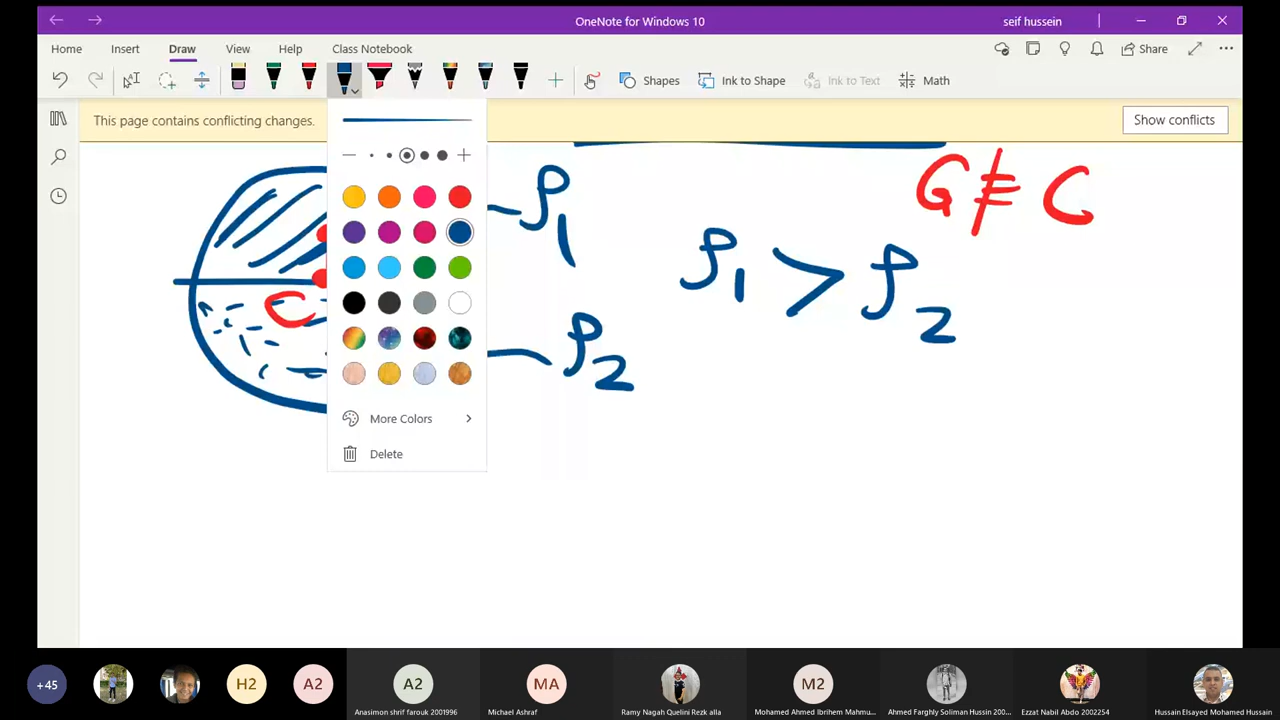 OneNote for Windows 10
seif hussein
Home Insert Draw View Help Class Notebook
Share
Shapes Ink to Shape Ink to Text Math
This page contains conflicting changes.
Show conflicts
G ≠ C
ρ1
ρ1 > ρ2
C
ρ2
More Colors
Delete
+45
H2
A2
A2
MA
M2
Anasimon shrif farouk 2001996
Michael Ashraf
Ramy Nagah Quelini Rezk alla
Mohamed Ahmed Ibrihem Mahmu...
Ahmed Farghly Soliman Hussin 200...
Ezzat Nabil Abdo 2002254
Hussain Elsayed Mohamed Hussain